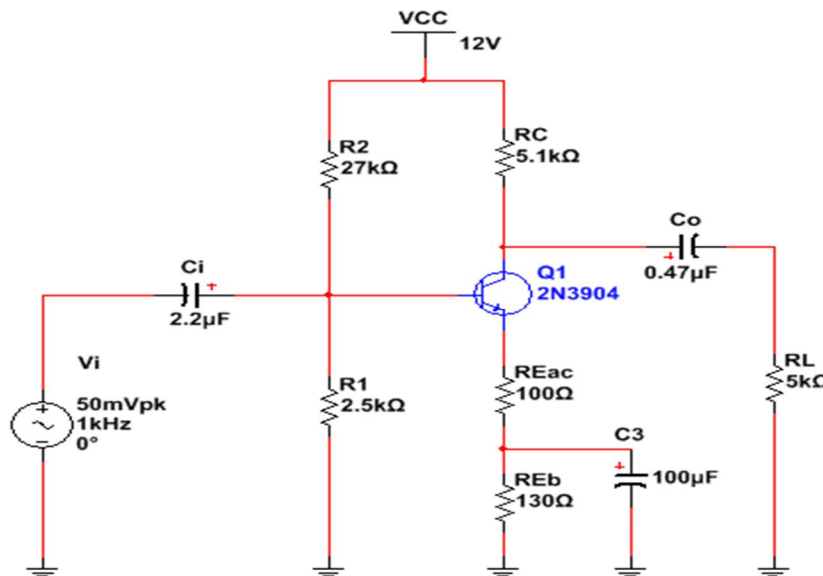 VCC
12V
R2
27kΩ
RC
5.1kΩ
Ci
2.2µF
Co
0.47µF
Q1
2N3904
Vi
50mVpk
1kHz
0°
R1
2.5kΩ
REac
100Ω
RL
5kΩ
C3
100µF
REb
130Ω